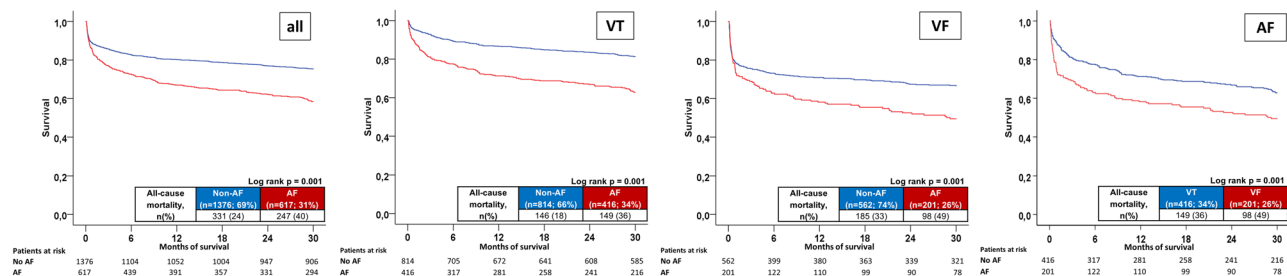 all
1,0
0,8
0,6
0,4
0,2
0,0
Survival
Log rank p = 0.001
All-cause mortality, n(%)
Non-AF (n=1376; 69%)
AF (n=617; 31%)
331 (24)
247 (40)
0 6 12 18 24 30
Months of survival
Patients at risk
No AF 1376 1104 1052 1004 947 906
AF 617 439 391 357 331 294
VT
1,0
0,8
0,6
0,4
0,2
0,0
Survival
Log rank p = 0.001
All-cause mortality, n(%)
Non-AF (n=814; 66%)
AF (n=416; 34%)
146 (18)
149 (36)
0 6 12 18 24 30
Months of survival
Patients at risk
No AF 814 705 672 641 608 585
AF 416 317 281 258 241 216
VF
1,0
0,8
0,6
0,4
0,2
0,0
Survival
Log rank p = 0.001
All-cause mortality, n(%)
Non-AF (n=562; 74%)
AF (n=201; 26%)
185 (33)
98 (49)
0 6 12 18 24 30
Months of survival
Patients at risk
No AF 562 399 380 363 339 321
AF 201 122 110 99 90 78
AF
1,0
0,8
0,6
0,4
0,2
0,0
Survival
Log rank p = 0.001
All-cause mortality, n(%)
VT (n=416; 34%)
VF (n=201; 26%)
149 (36)
98 (49)
0 6 12 18 24 30
Months of survival
Patients at risk
No AF 416 317 281 258 241 216
AF 201 122 110 99 90 78